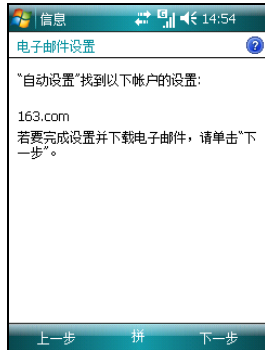 信息 G 14:54
电子邮件设置 ?
“自动设置”找到以下帐户的设置:
163.com
若要完成设置并下载电子邮件，请单击“下
一步”。
上一步 拼 下一步